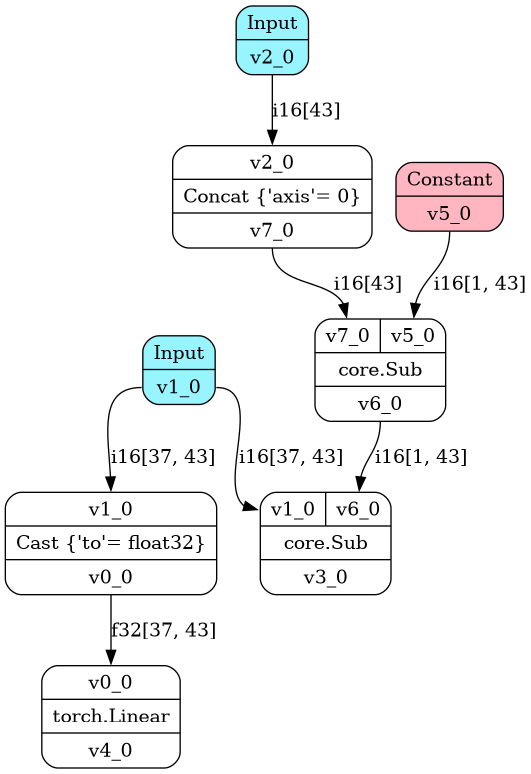 Input
v2_0
i16[43]
v2_0
Concat {'axis'= 0}
v7_0
Constant
v5_0
i16[43]
i16[1, 43]
v7_0 v5_0
core.Sub
v6_0
Input
v1_0
i16[37, 43]
i16[37, 43]
i16[1, 43]
v1_0
Cast {'to'= float32}
v0_0
v1_0 v6_0
core.Sub
v3_0
f32[37, 43]
v0_0
torch.Linear
v4_0